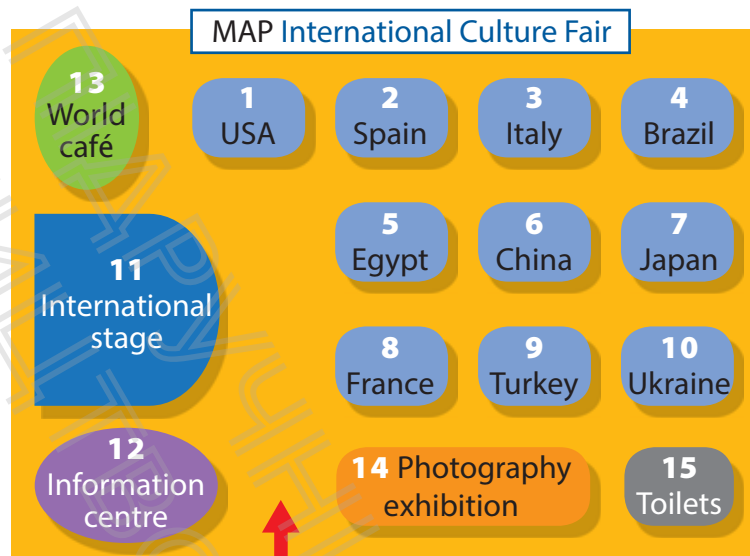 MAP International Culture Fair
13
World
café
1
USA
2
Spain
3
Italy
4
Brazil
5
Egypt
6
China
7
Japan
11
International
stage
8
France
9
Turkey
10
Ukraine
12
Information
centre
14 Photography
exhibition
15
Toilets